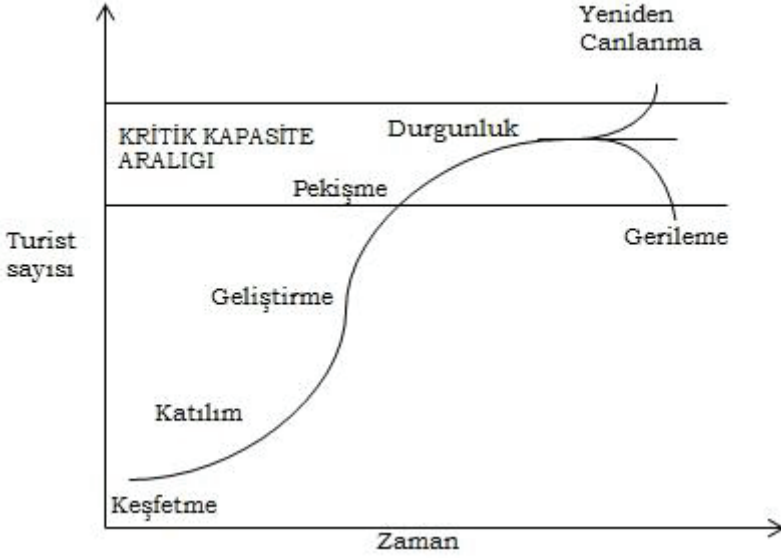 Yeniden
Canlanma
KRİTİK KAPASİTE
ARALIGI
Durgunluk
Pekişme
Turist
sayısı
Gerileme
Geliştirme
Katılım
Keşfetme
Zaman